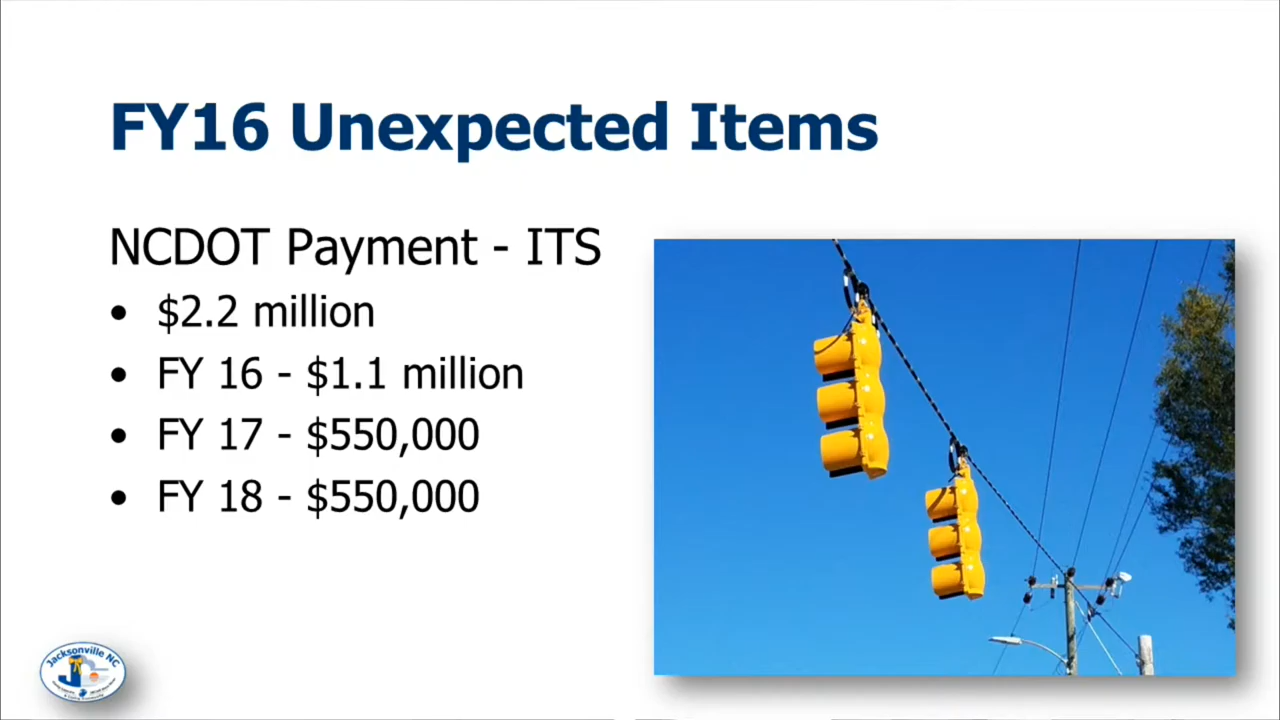 FY16 Unexpected Items
NCDOT Payment - ITS
• $2.2 million
• FY 16 - $1.1 million
• FY 17 - $550,000
• FY 18 - $550,000
Jacksonville NC